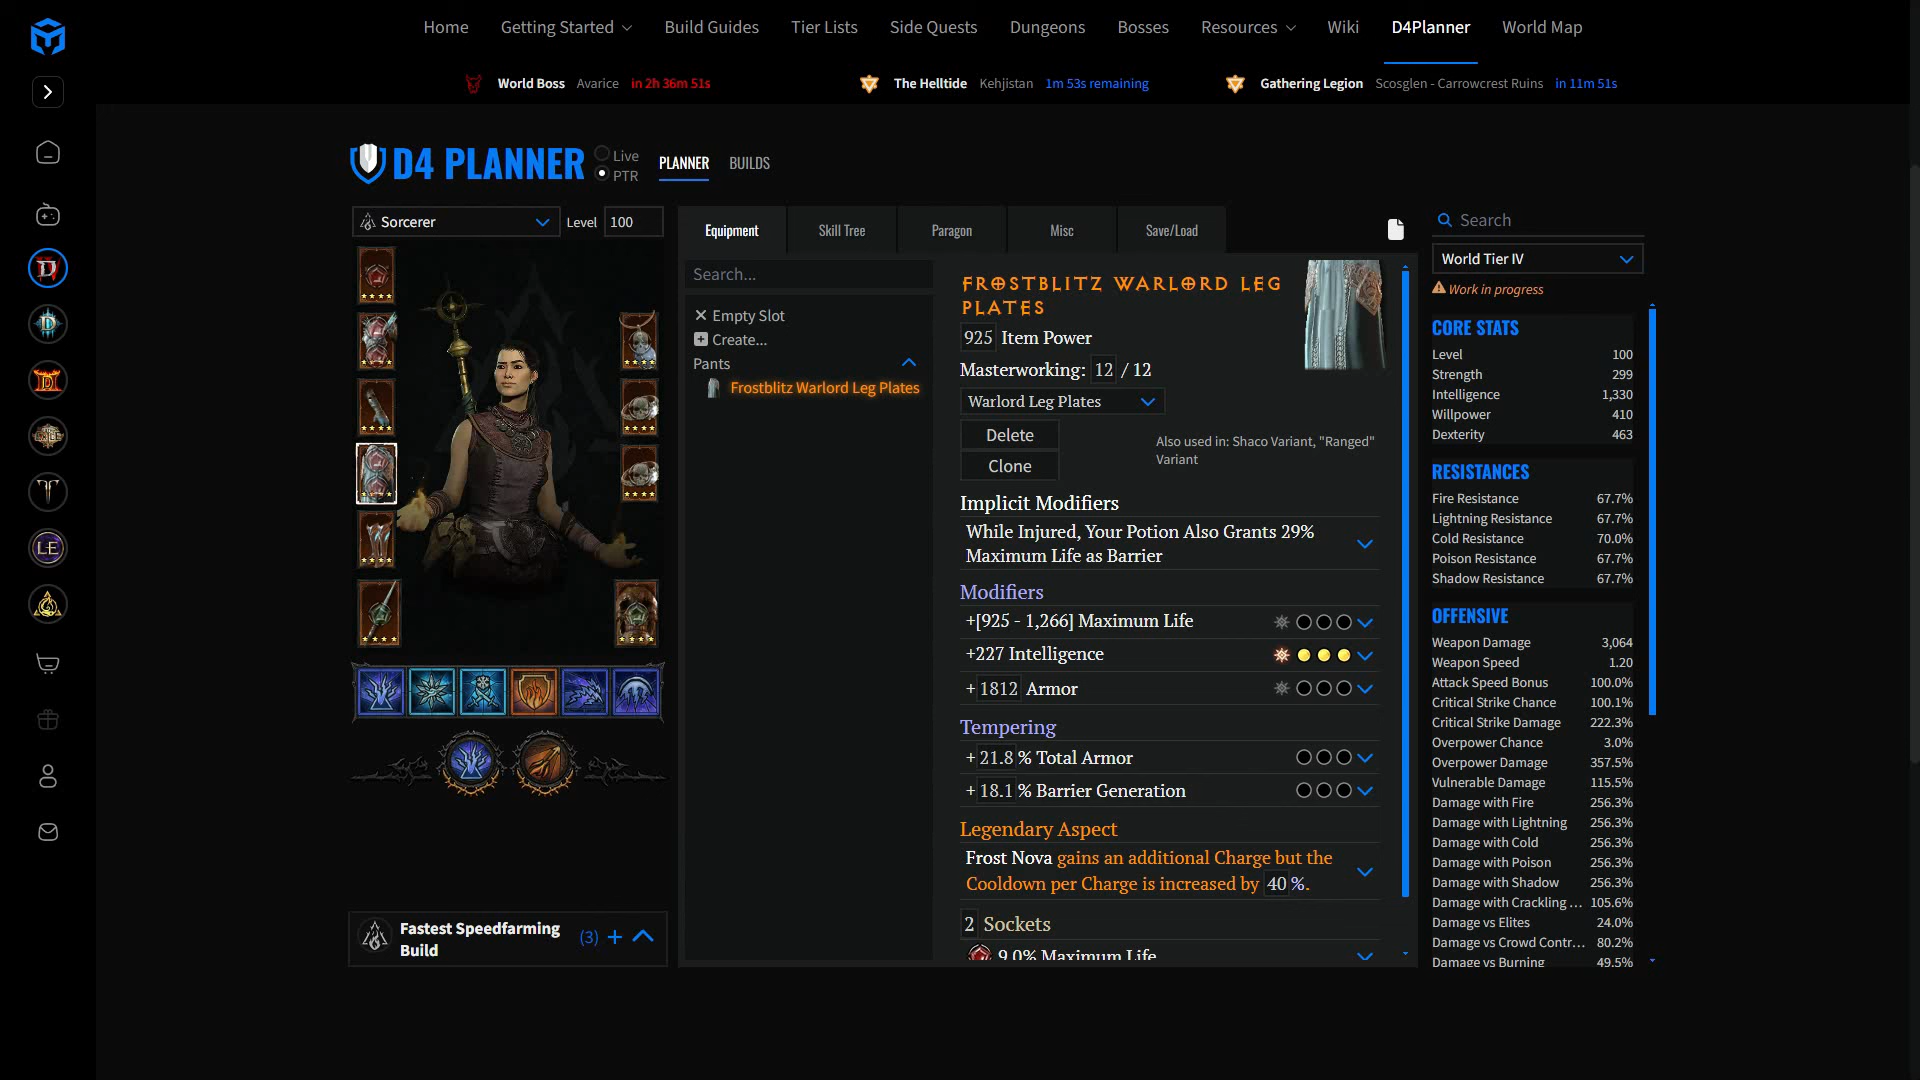 Home
Getting Started
Build Guides
Tier Lists
Side Quests
Dungeons
Bosses
Resources
Wiki
D4Planner
World Map
World Boss Avarice in 2h 36m 51s
The Helltide Kehjistan 1m 53s remaining
Gathering Legion Scosglen - Carrowcrest Ruins in 11m 51s
D4 PLANNER
Live
PTR
PLANNER
BUILDS
Sorcerer
Level 100
Equipment
Skill Tree
Paragon
Misc
Save/Load
Search...
Empty Slot
Create...
Pants
Frostblitz Warlord Leg Plates
FROSTBLITZ WARLORD LEG
PLATES
925 Item Power
Masterworking: 12 / 12
Warlord Leg Plates
Delete
Clone
Also used in: Shaco Variant, "Ranged"
Variant
Implicit Modifiers
While Injured, Your Potion Also Grants 29%
Maximum Life as Barrier
Modifiers
+[925 - 1,266] Maximum Life
+227 Intelligence
+ 1812 Armor
Tempering
+ 21.8 % Total Armor
+ 18.1 % Barrier Generation
Legendary Aspect
Frost Nova gains an additional Charge but the
Cooldown per Charge is increased by 40 %.
2 Sockets
9.0% Maximum Life
Fastest Speedfarming
Build
(3)
Search
World Tier IV
Work in progress
CORE STATS
Level 100
Strength 299
Intelligence 1,330
Willpower 410
Dexterity 463
RESISTANCES
Fire Resistance 67.7%
Lightning Resistance 67.7%
Cold Resistance 70.0%
Poison Resistance 67.7%
Shadow Resistance 67.7%
OFFENSIVE
Weapon Damage 3,064
Weapon Speed 1.20
Attack Speed Bonus 100.0%
Critical Strike Chance 100.1%
Critical Strike Damage 222.3%
Overpower Chance 3.0%
Overpower Damage 357.5%
Vulnerable Damage 115.5%
Damage with Fire 256.3%
Damage with Lightning 256.3%
Damage with Cold 256.3%
Damage with Poison 256.3%
Damage with Shadow 256.3%
Damage with Crackling ... 105.6%
Damage vs Elites 24.0%
Damage vs Crowd Contr... 80.2%
Damage vs Burning 49.5%